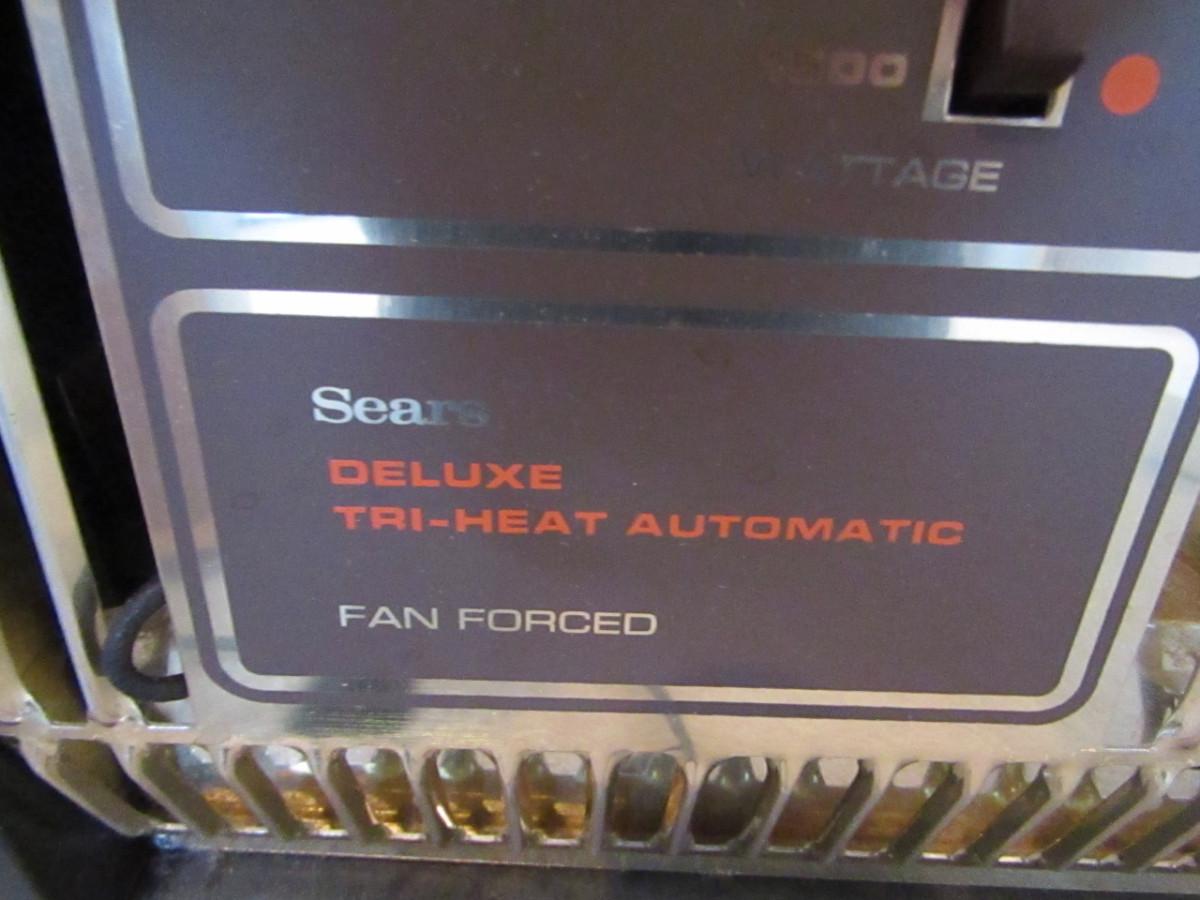 WATTAGE
Sears
DELUXE
TRI-HEAT AUTOMATIC
FAN FORCED